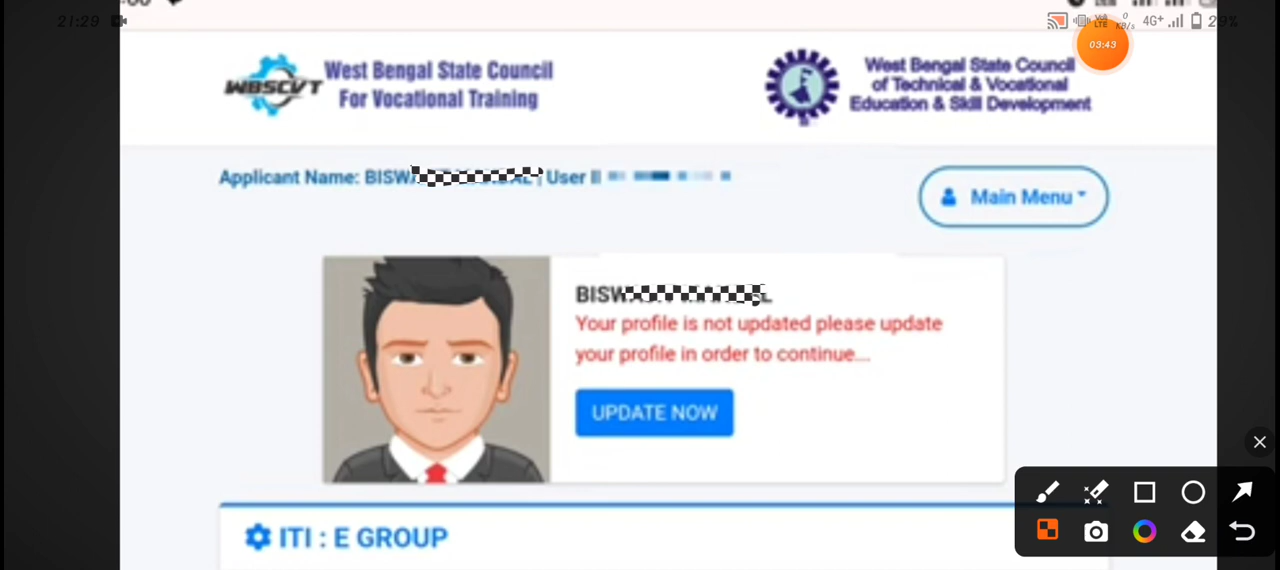 21:29
4G+ 29%
03:43
WBSCVT West Bengal State Council
For Vocational Training
West Bengal State Council
of Technical & Vocational
Education & Skill Development
Applicant Name: | User
Main Menu
Your profile is not updated please update
your profile in order to continue...
UPDATE NOW
ITI : E GROUP